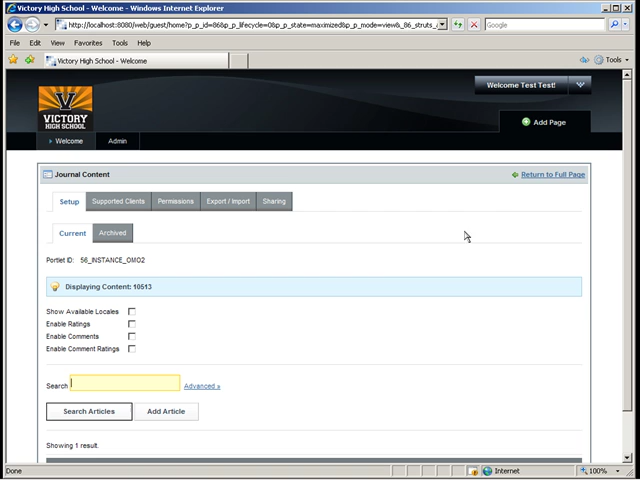 Victory High School - Welcome - Windows Internet Explorer
http://localhost:8080/web/guest/home?p_p_id=86&p_p_lifecycle=0&p_p_state=maximized&p_p_mode=view&_86_struts_a
Google
File Edit View Favorites Tools Help
Victory High School - Welcome
Tools
Welcome Test Test!
V
VICTORY
HIGH SCHOOL
Add Page
Welcome Admin
Journal Content
Return to Full Page
Setup Supported Clients Permissions Export / Import Sharing
Current Archived
Portlet ID: 56_INSTANCE_OMO2
Displaying Content: 10513
Show Available Locales
Enable Ratings
Enable Comments
Enable Comment Ratings
Search Advanced »
Search Articles Add Article
Showing 1 result.
Done Internet 100%